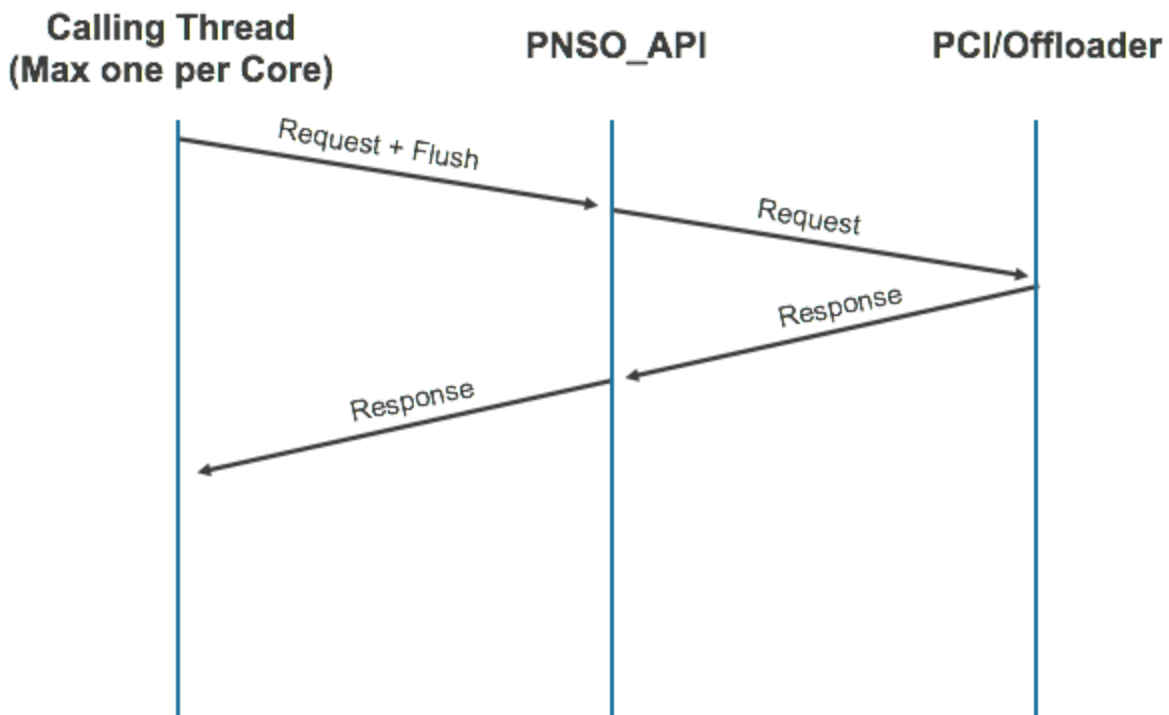 Calling Thread
(Max one per Core)
PNSO_API
PCI/Offloader
Request + Flush
Request
Response
Response